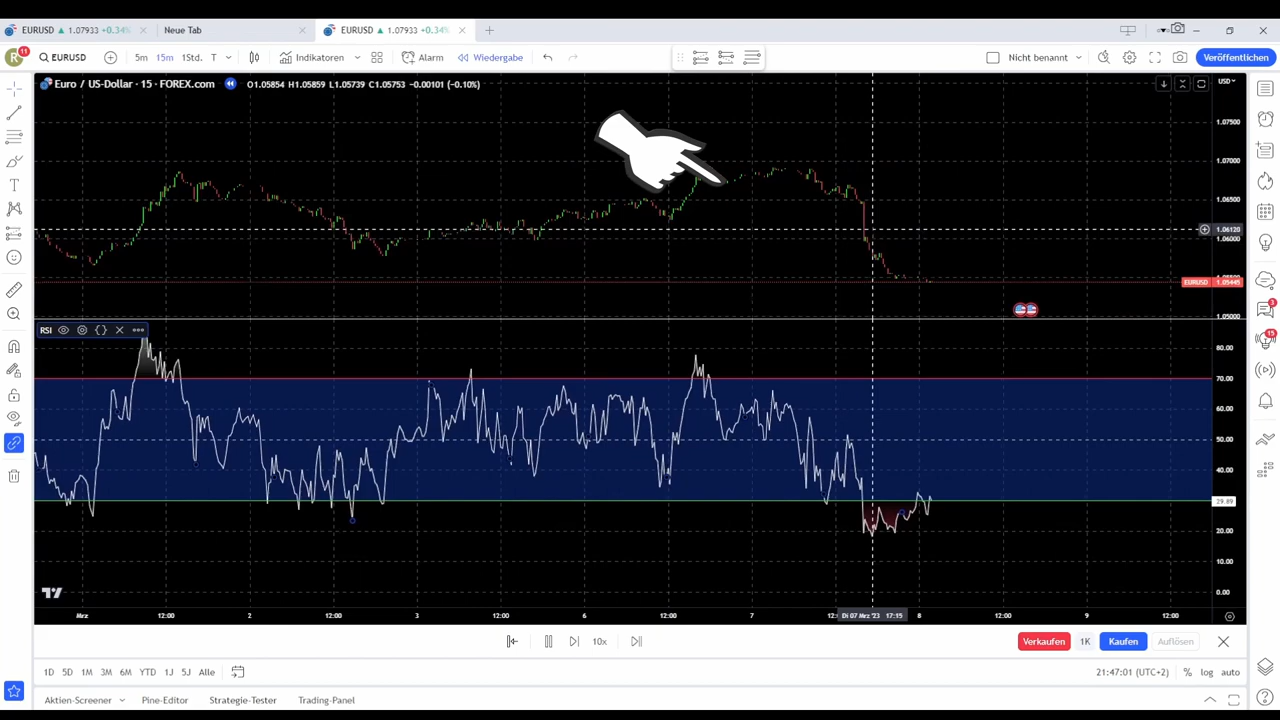 EURUSD ▲ 1.07933 +0.34%
Neue Tab
EURUSD ▲ 1.07933 +0.34%
R
11
EURUSD
5m 15m 1Std. T
Indikatoren
Alarm
Wiedergabe
Nicht benannt
Veröffentlichen
Euro / US-Dollar · 15 · FOREX.com
O1.05854 H1.05859 L1.05739 C1.05753 −0.00101 (−0.10%)
USD
1.07500
1.07000
1.06500
1.06120
1.06000
EURUSD 1.05445
1.05000
3
15
RSI
80.00
70.00
60.00
50.00
40.00
29.89
20.00
10.00
0.00
Mrz 12:00 2 12:00 3 12:00 6 12:00 7 Di 07 Mrz '23 17:15 8 12:00 9 12:00
10x
Verkaufen 1K Kaufen Auflösen
1D 5D 1M 3M 6M YTD 1J 5J Alle
21:47:01 (UTC+2) % log auto
Aktien-Screener Pine-Editor Strategie-Tester Trading-Panel